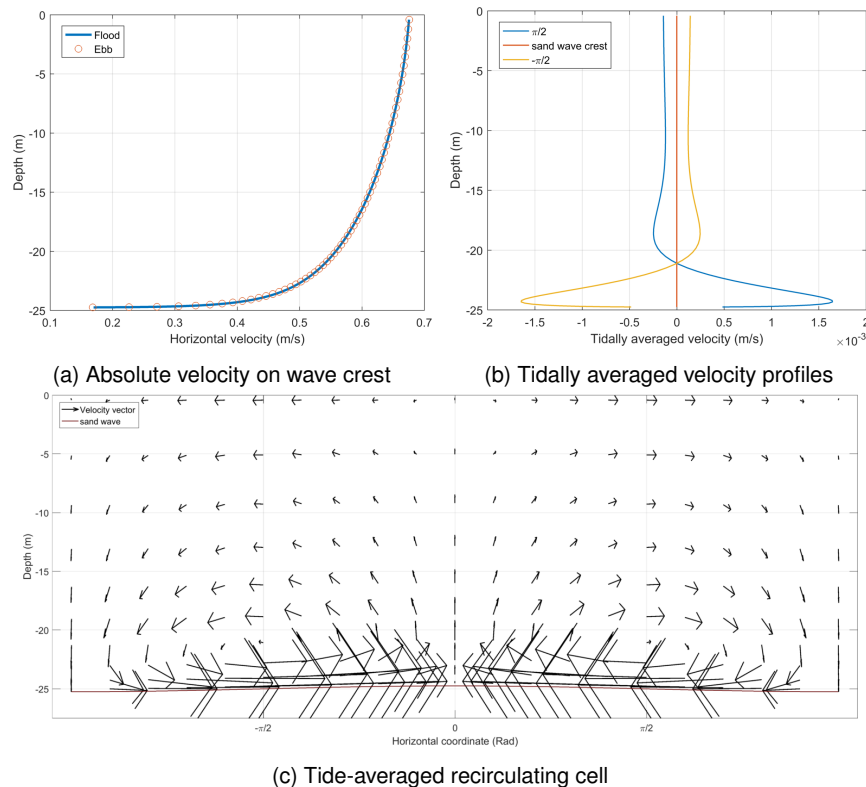 0
-5
-10
-15
-20
-25
Depth (m)
Flood
Ebb
0.1 0.2 0.3 0.4 0.5 0.6 0.7
Horizontal velocity (m/s)
(a) Absolute velocity on wave crest
0
-5
-10
-15
-20
-25
Depth (m)
π/2
sand wave crest
-π/2
-2 -1.5 -1 -0.5 0 0.5 1 1.5 2
Tidally averaged velocity (m/s)
×10⁻³
(b) Tidally averaged velocity profiles
0
-5
-10
-15
-20
-25
Depth (m)
Velocity vector
sand wave
-π/2 0 π/2
Horizontal coordinate (Rad)
(c) Tide-averaged recirculating cell